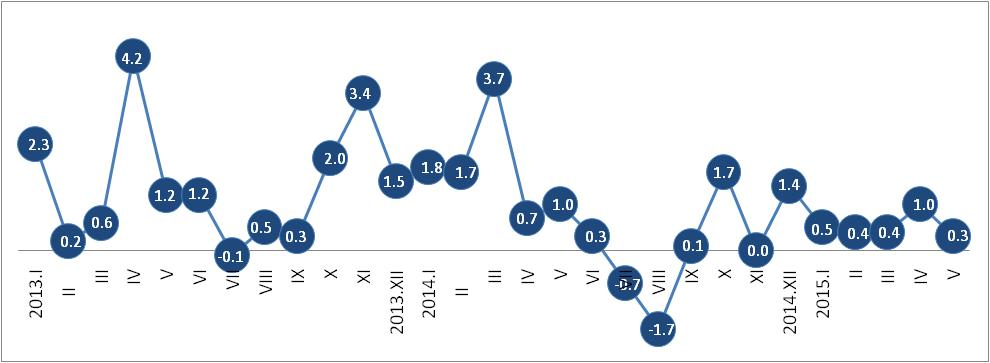 2.3
0.2
0.6
4.2
1.2
1.2
-0.1
0.5
0.3
2.0
3.4
1.5
1.8
1.7
3.7
0.7
1.0
0.3
-0.7
-1.7
0.1
1.7
0.0
1.4
0.5
0.4
0.4
1.0
0.3
2013.I
II
III
IV
V
VI
VII
VIII
IX
X
XI
2013.XII
2014.I
II
III
IV
V
VI
VII
VIII
IX
X
XI
2014.XII
2015.I
II
III
IV
V